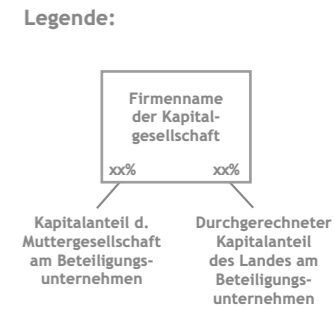 Legende:
Firmenname
der Kapital-
gesellschaft
xx% xx%
Kapitalanteil d.
Muttergesellschaft
am Beteiligungs-
unternehmen
Durchgerechneter
Kapitalanteil
des Landes am
Beteiligungs-
unternehmen